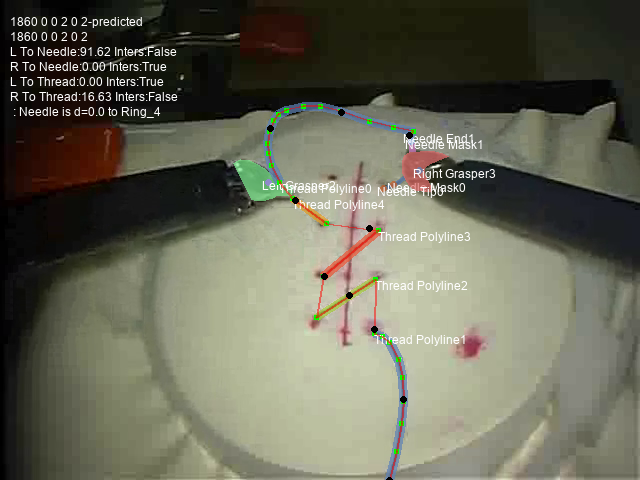 1860 0 0 2 0 2-predicted
1860 0 0 2 0 2
L To Needle:91.62 Inters:False
R To Needle:0.00 Inters:True
L To Thread:0.00 Inters:True
R To Thread:16.63 Inters:False
: Needle is d=0.0 to Ring_4
Needle End1
Needle Mask1
Right Grasper3
Left Grasper2
Thread Polyline0
Needle Mask0
Needle Tip0
Thread Polyline4
Thread Polyline3
Thread Polyline2
Thread Polyline1